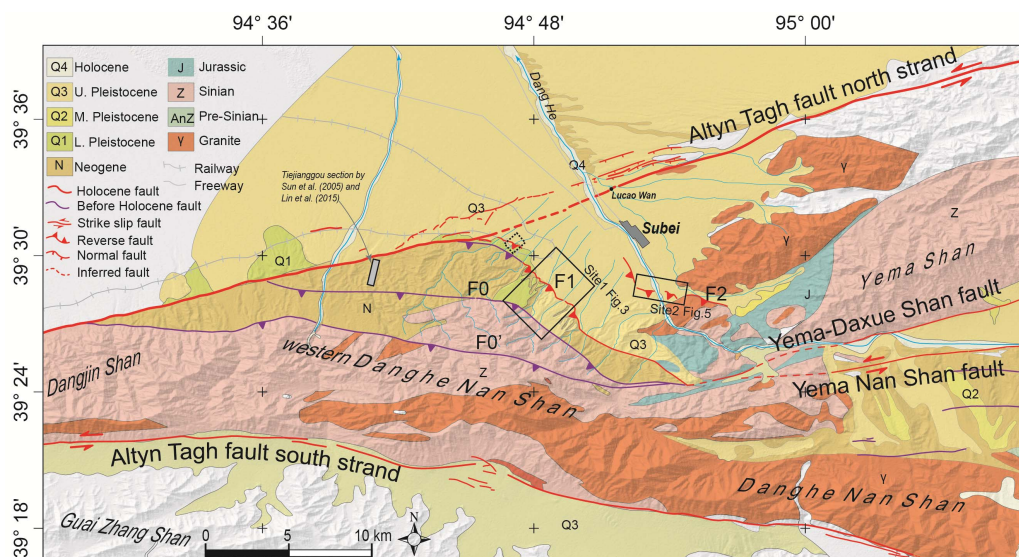 94° 36'
94° 48'
95° 00'
39° 36'
39° 30'
39° 24'
39° 18'
Q4 Holocene
Q3 U. Pleistocene
Q2 M. Pleistocene
Q1 L. Pleistocene
N Neogene
J Jurassic
Z Sinian
AnZ Pre-Sinian
γ Granite
Railway
Freeway
Holocene fault
Before Holocene fault
Strike slip fault
Reverse fault
Normal fault
Inferred fault
Tiejianggou section by
Sun et al. (2005) and
Lin et al. (2015)
Dang He
Altyn Tagh fault north strand
Q4
γ
Lucao Wan
Q3
Subei
Z
Q1
γ
Yema Shan
F0
F1
Site1 Fig.3
F2
Site2 Fig.5
J
N
F0'
Q3
Yema-Daxue Shan fault
Dangjin Shan
western Danghe Nan Shan
Z
Yema Nan Shan fault
Q2
Altyn Tagh fault south strand
γ
Danghe Nan Shan
Guai Zhang Shan
Q3
N
0 5 10 km